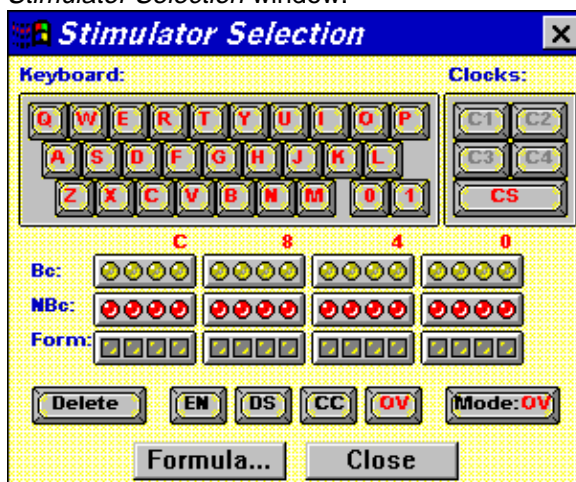 Stimulator Selection window.
Stimulator Selection
Keyboard: Clocks:
Q W E R T Y U I O P C1 C2
A S D F G H J K L C3 C4
Z X C V B N M 0 1 CS
C 8 4 0
Bc:
NBc:
Form:
Delete EN DS CC OV Mode:OV
Formula... Close